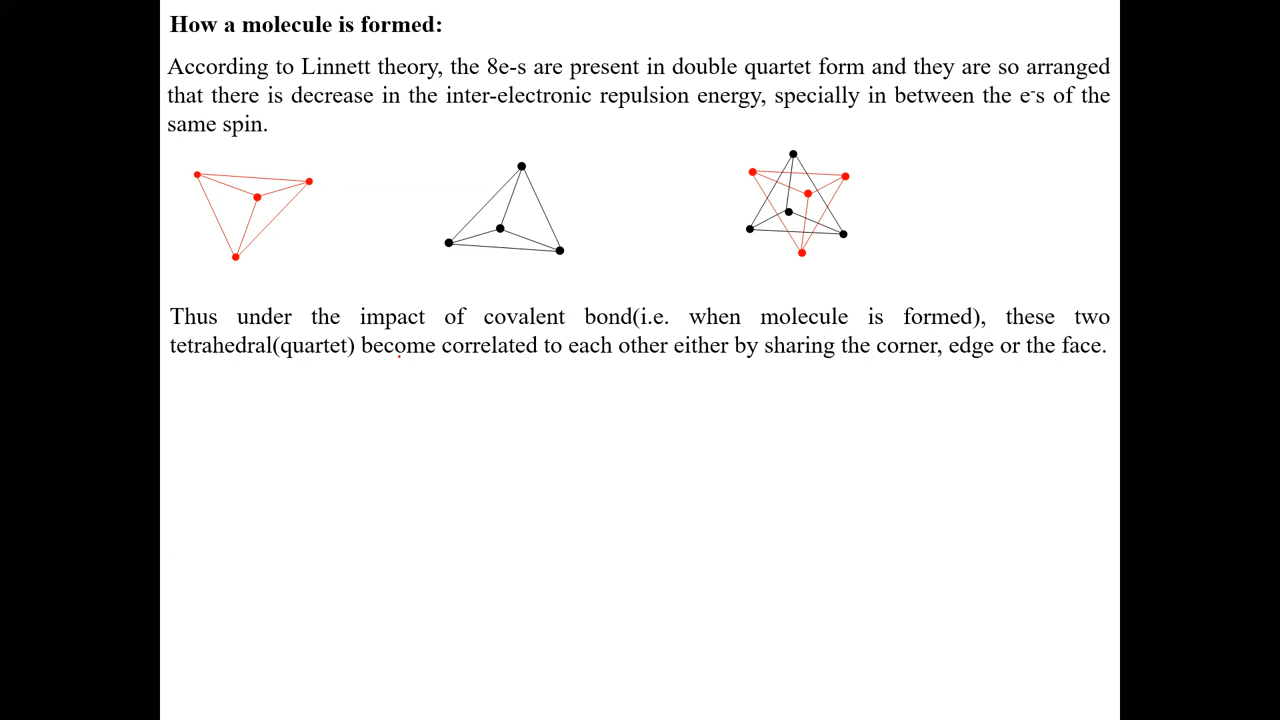 How a molecule is formed:
According to Linnett theory, the 8e-s are present in double quartet form and they are so arranged
that there is decrease in the inter-electronic repulsion energy, specially in between the e⁻s of the
same spin.
Thus under the impact of covalent bond(i.e. when molecule is formed), these two
tetrahedral(quartet) become correlated to each other either by sharing the corner, edge or the face.